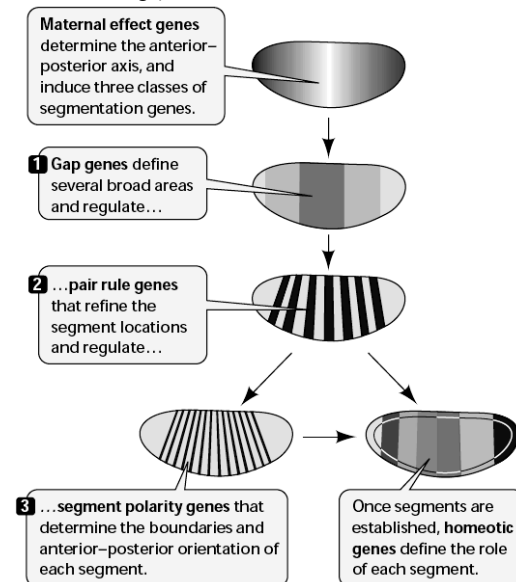 Maternal effect genes
determine the anterior–
posterior axis, and
induce three classes of
segmentation genes.
1 Gap genes define
several broad areas
and regulate…
2 …pair rule genes
that refine the
segment locations
and regulate…
3 …segment polarity genes that
determine the boundaries and
anterior–posterior orientation of
each segment.
Once segments are
established, homeotic
genes define the role
of each segment.